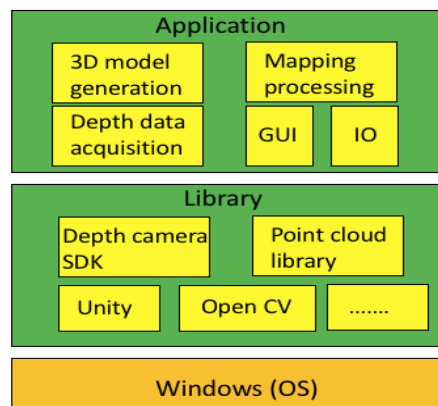 Application
3D model
generation
Mapping
processing
Depth data
acquisition
GUI
IO
Library
Depth camera
SDK
Point cloud
library
Unity
Open CV
.......
Windows (OS)